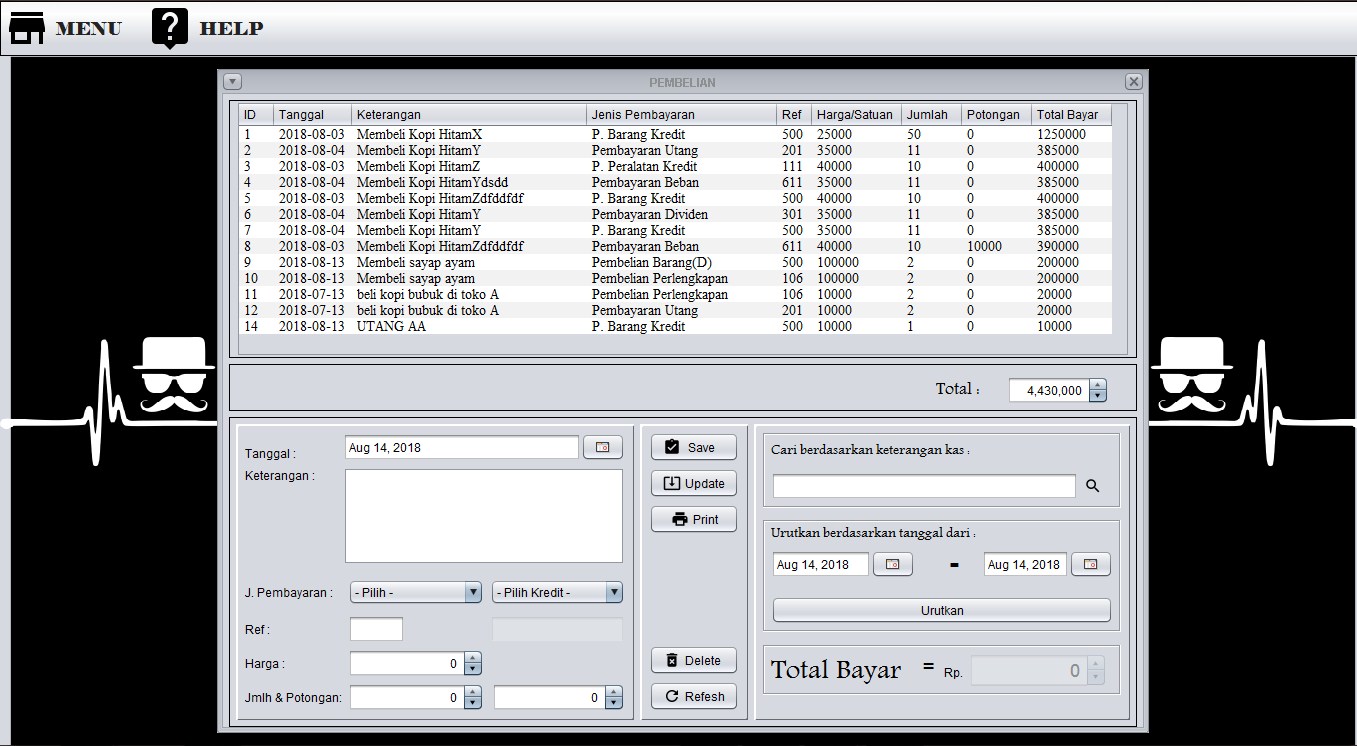 MENU ? HELP
PEMBELIAN
ID Tanggal Keterangan Jenis Pembayaran Ref Harga/Satuan Jumlah Potongan Total Bayar
1 2018-08-03 Membeli Kopi HitamX P. Barang Kredit 500 25000 50 0 1250000
2 2018-08-04 Membeli Kopi HitamY Pembayaran Utang 201 35000 11 0 385000
3 2018-08-03 Membeli Kopi HitamZ P. Peralatan Kredit 111 40000 10 0 400000
4 2018-08-04 Membeli Kopi HitamYdsdd Pembayaran Beban 611 35000 11 0 385000
5 2018-08-03 Membeli Kopi HitamZdfddfdf P. Barang Kredit 500 40000 10 0 400000
6 2018-08-04 Membeli Kopi HitamY Pembayaran Dividen 301 35000 11 0 385000
7 2018-08-04 Membeli Kopi HitamY P. Barang Kredit 500 35000 11 0 385000
8 2018-08-03 Membeli Kopi HitamZdfddfdf Pembayaran Beban 611 40000 10 10000 390000
9 2018-08-13 Membeli sayap ayam Pembelian Barang(D) 500 100000 2 0 200000
10 2018-08-13 Membeli sayap ayam Pembelian Perlengkapan 106 100000 2 0 200000
11 2018-07-13 beli kopi bubuk di toko A Pembelian Perlengkapan 106 10000 2 0 20000
12 2018-07-13 beli kopi bubuk di toko A Pembayaran Utang 201 10000 2 0 20000
14 2018-08-13 UTANG AA P. Barang Kredit 500 10000 1 0 10000
Total : 4,430,000
Tanggal : Aug 14, 2018
Keterangan :
J. Pembayaran : - Pilih - - Pilih Kredit -
Ref :
Harga : 0
Jmlh & Potongan: 0 0
Save
Update
Print
Delete
Refesh
Cari berdasarkan keterangan kas :
Urutkan berdasarkan tanggal dari :
Aug 14, 2018 - Aug 14, 2018
Urutkan
Total Bayar = Rp. 0